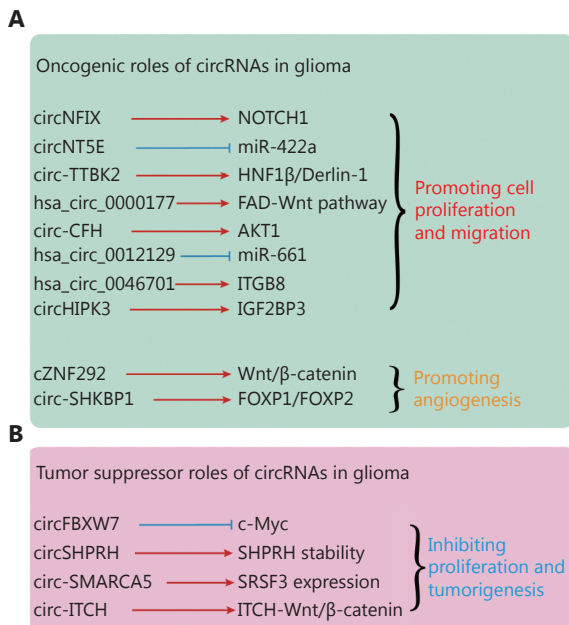 A
Oncogenic roles of circRNAs in glioma
circNFIX NOTCH1
circNT5E miR-422a
circ-TTBK2 HNF1β/Derlin-1
hsa_circ_0000177 FAD-Wnt pathway
circ-CFH AKT1
hsa_circ_0012129 miR-661
hsa_circ_0046701 ITGB8
circHIPK3 IGF2BP3
Promoting cell
proliferation
and migration
cZNF292 Wnt/β-catenin
circ-SHKBP1 FOXP1/FOXP2
Promoting
angiogenesis
B
Tumor suppressor roles of circRNAs in glioma
circFBXW7 c-Myc
circSHPRH SHPRH stability
circ-SMARCA5 SRSF3 expression
circ-ITCH ITCH-Wnt/β-catenin
Inhibiting
proliferation and
tumorigenesis